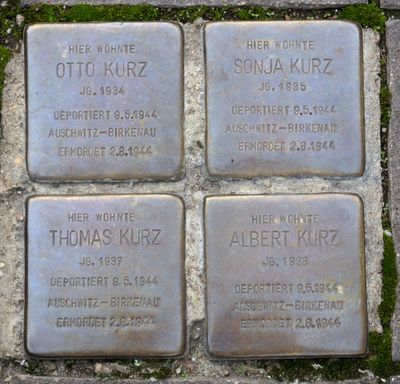 HIER WOHNTE
OTTO KURZ
JG. 1934
DEPORTIERT 9.5.1944
AUSCHWITZ-BIRKENAU
ERMORDET 2.8.1944
HIER WOHNTE
SONJA KURZ
JG. 1935
DEPORTIERT 9.5.1944
AUSCHWITZ-BIRKENAU
ERMORDET 2.8.1944
HIER WOHNTE
THOMAS KURZ
JG. 1937
DEPORTIERT 9.5.1944
AUSCHWITZ-BIRKENAU
ERMORDET 2.8.1944
HIER WOHNTE
ALBERT KURZ
JG. 1938
DEPORTIERT 9.5.1944
AUSCHWITZ-BIRKENAU
ERMORDET 2.8.1944